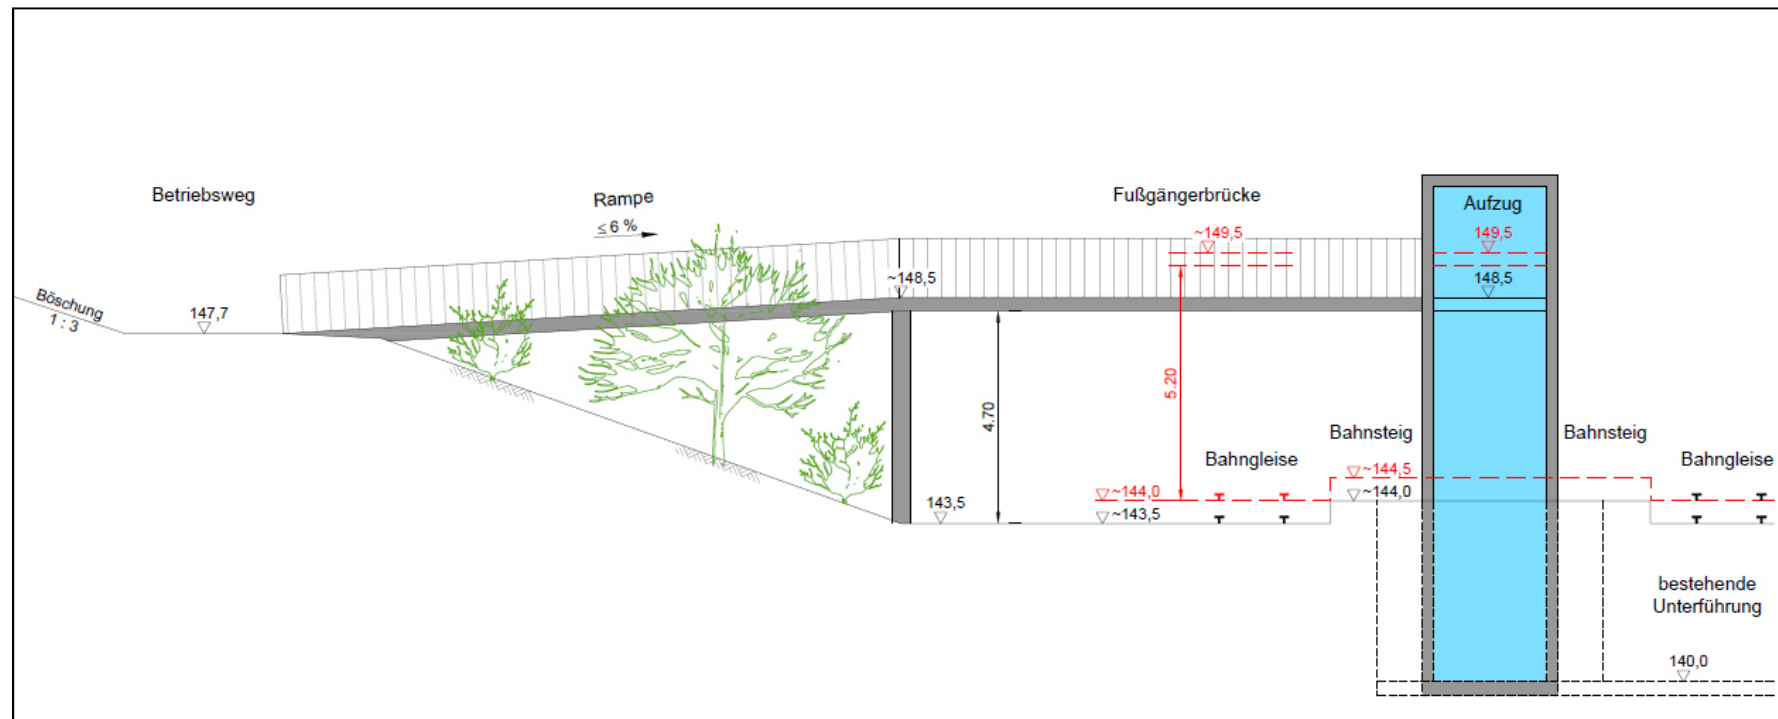 Betriebsweg
Rampe
≤ 6 %
Fußgängerbrücke
Aufzug
~149,5
149,5
~148,5
148,5
Böschung
1 : 3
147,7
5.20
4.70
Bahnsteig
Bahnsteig
Bahngleise
Bahngleise
~144,5
~144,0
~144,0
143,5
~143,5
bestehende
Unterführung
140,0